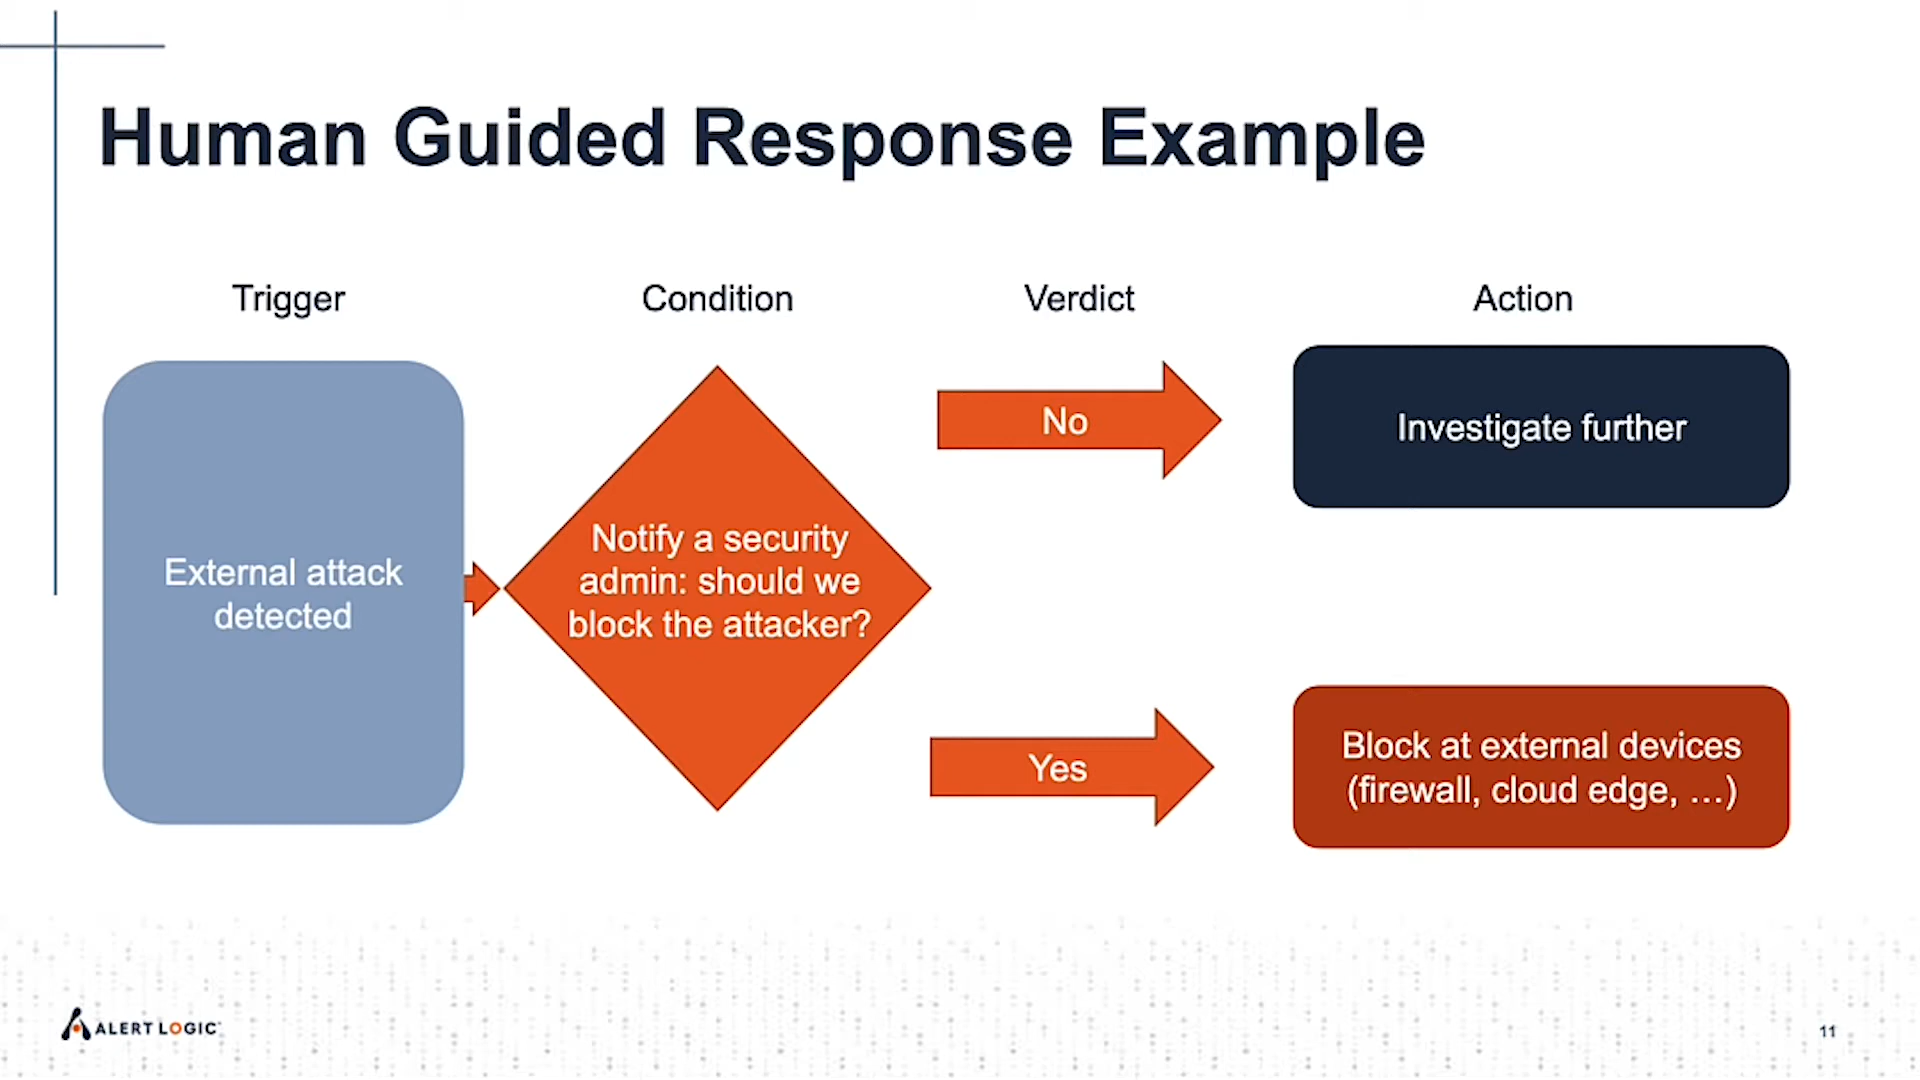 Human Guided Response Example
Trigger
Condition
Verdict
Action
External attack
detected
Notify a security
admin: should we
block the attacker?
No
Investigate further
Yes
Block at external devices
(firewall, cloud edge, …)
ALERT LOGIC
11